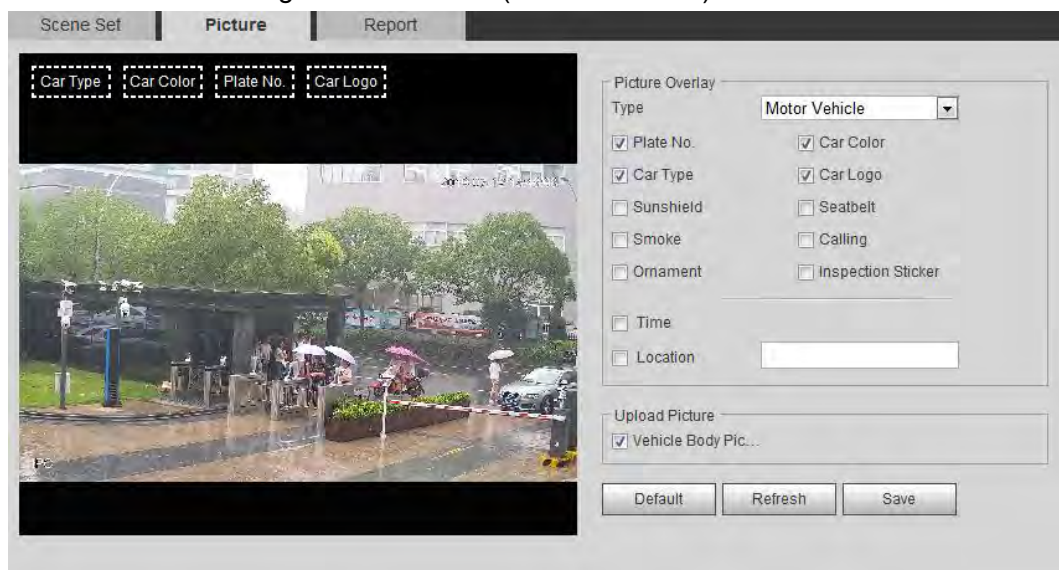 Scene Set Picture Report
Car Type Car Color Plate No. Car Logo
Picture Overlay
Type Motor Vehicle
Plate No. Car Color
Car Type Car Logo
Sunshield Seatbelt
Smoke Calling
Ornament Inspection Sticker
Time
Location
Upload Picture
Vehicle Body Pic...
Default Refresh Save